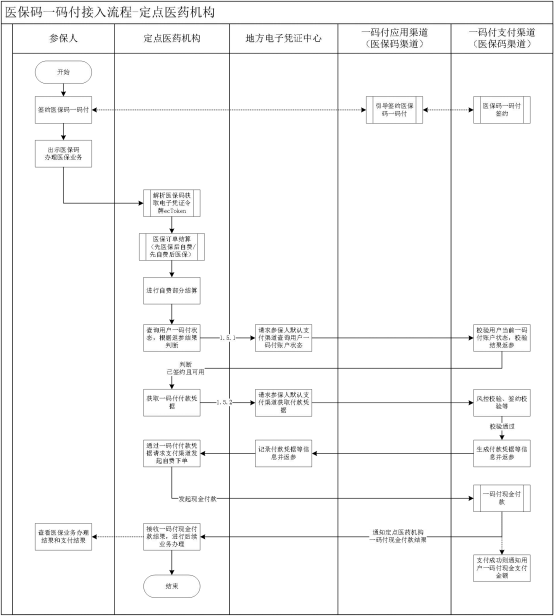 医保码一码付接入流程-定点医药机构
参保人
定点医药机构
地方电子凭证中心
一码付应用渠道
(医保码渠道)
一码付支付渠道
(医保码渠道)
开始
签约医保码一码付
引导签约医保
码一码付
医保码一码付
签约
出示医保码
办理医保业务
解析医保码获
取电子凭证令
牌ecToken
医保订单结算
(先医保后自费/
先自费后医保)
进行自费部分结算
查询用户一码付状
态,根据返参结果
判断
1.5.1
请求参保人默认支
付渠道查询用户一
码付账户状态
校验用户当前一码
付账户状态,校验
结果返参
判断
已签约且可用
获取一码付付款凭
据
1.5.2
请求参保人默认支
付渠道获取付款凭
据
风控校验、签约校
验等
校验通过
通过一码付付款凭
据请求支付渠道发
起自费下单
记录付款凭据等信
息并返参
生成付款凭据等信
息并返参
发起现金付款
一码付现金付
款
查看医保业务办理
结果和支付结果
接收一码付现金付
款结果,进行后续
业务办理
通知定点医药机构
一码付现金付款结果
支付成功则通知用
户一码付现金支付
金额
结束